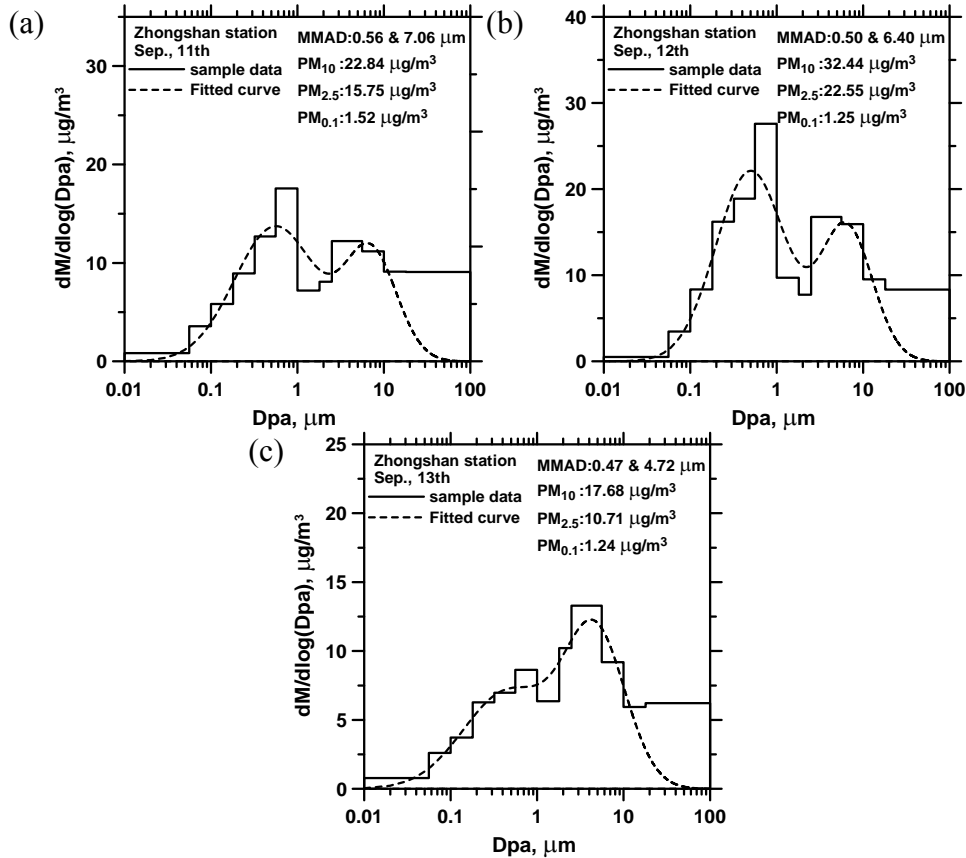 (a)
Zhongshan station
Sep., 11th
sample data
Fitted curve
MMAD:0.56 & 7.06 μm
PM10 :22.84 μg/m3
PM2.5:15.75 μg/m3
PM0.1:1.52 μg/m3
dM/dlog(Dpa), μg/m3
30
20
10
0
0.01 0.1 1 10 100
Dpa, μm
(b)
Zhongshan station
Sep., 12th
sample data
Fitted curve
MMAD:0.50 & 6.40 μm
PM10 :32.44 μg/m3
PM2.5:22.55 μg/m3
PM0.1:1.25 μg/m3
dM/dlog(Dpa), μg/m3
40
30
20
10
0
0.01 0.1 1 10 100
Dpa, μm
(c)
Zhongshan station
Sep., 13th
sample data
Fitted curve
MMAD:0.47 & 4.72 μm
PM10 :17.68 μg/m3
PM2.5:10.71 μg/m3
PM0.1:1.24 μg/m3
dM/dlog(Dpa), μg/m3
25
20
15
10
5
0
0.01 0.1 1 10 100
Dpa, μm